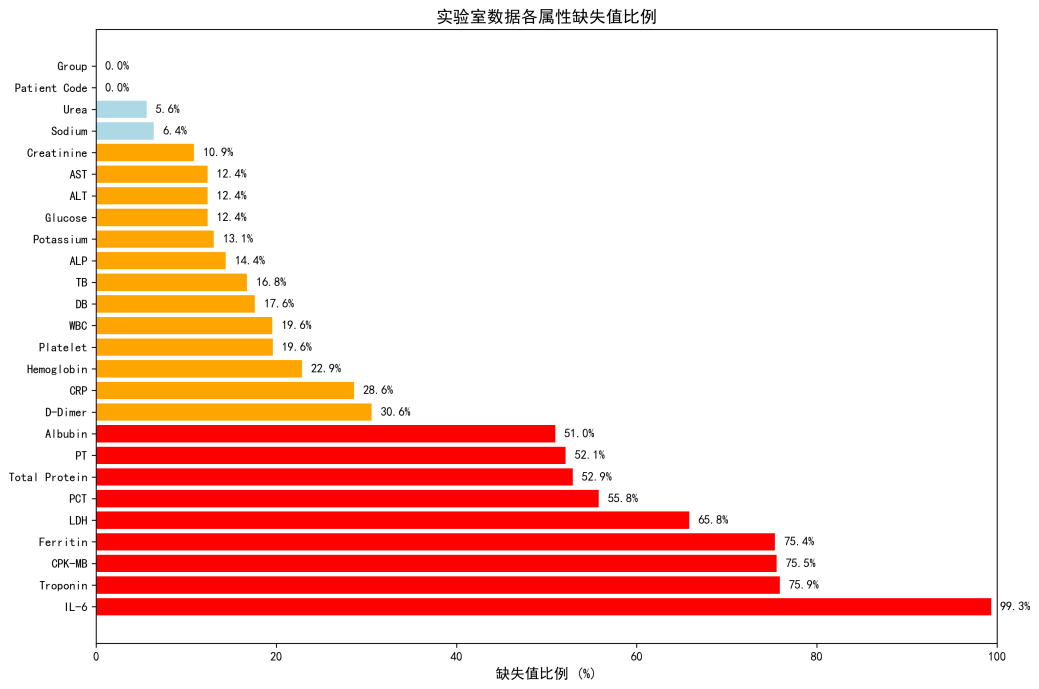 实验室数据各属性缺失值比例
Group 0.0%
Patient Code 0.0%
Urea 5.6%
Sodium 6.4%
Creatinine 10.9%
AST 12.4%
ALT 12.4%
Glucose 12.4%
Potassium 13.1%
ALP 14.4%
TB 16.8%
DB 17.6%
WBC 19.6%
Platelet 19.6%
Hemoglobin 22.9%
CRP 28.6%
D-Dimer 30.6%
Albubin 51.0%
PT 52.1%
Total Protein 52.9%
PCT 55.8%
LDH 65.8%
Ferritin 75.4%
CPK-MB 75.5%
Troponin 75.9%
IL-6 99.3%
0 20 40 60 80 100
缺失值比例 (%)